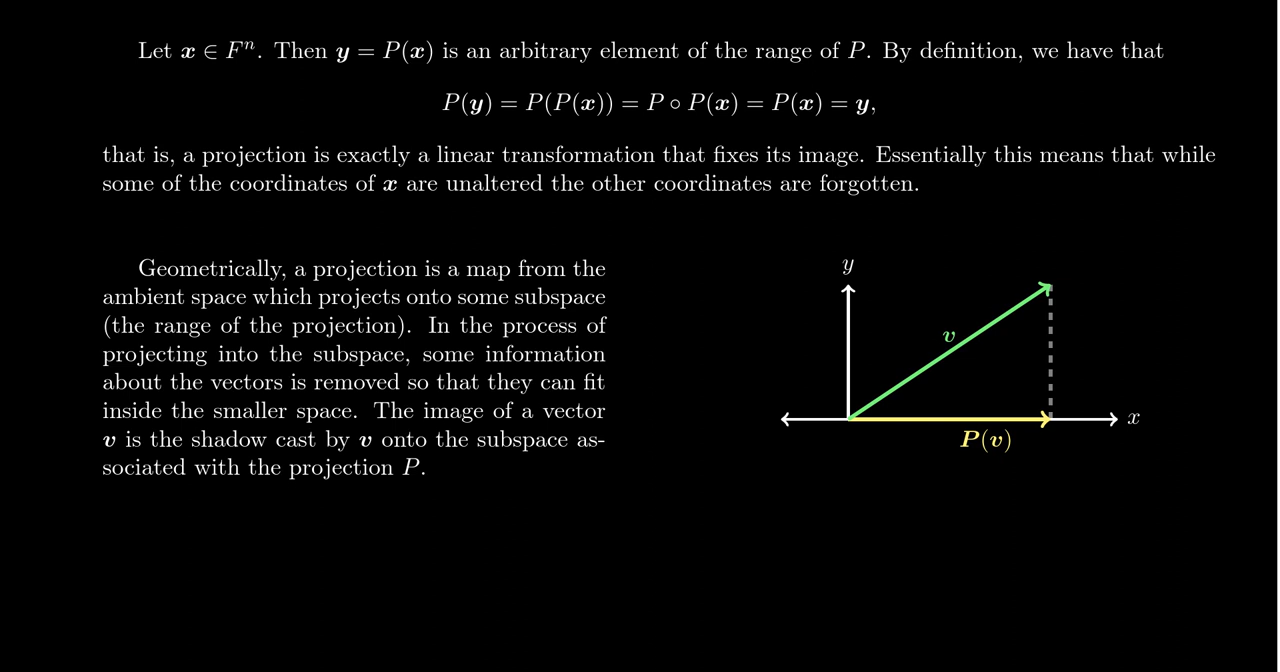 Let x ∈ Fⁿ. Then y = P(x) is an arbitrary element of the range of P. By definition, we have that
P(y) = P(P(x)) = P ∘ P(x) = P(x) = y,
that is, a projection is exactly a linear transformation that fixes its image. Essentially this means that while
some of the coordinates of x are unaltered the other coordinates are forgotten.
Geometrically, a projection is a map from the
ambient space which projects onto some subspace
(the range of the projection). In the process of
projecting into the subspace, some information
about the vectors is removed so that they can fit
inside the smaller space. The image of a vector
v is the shadow cast by v onto the subspace as-
sociated with the projection P.
y
v
x
P(v)